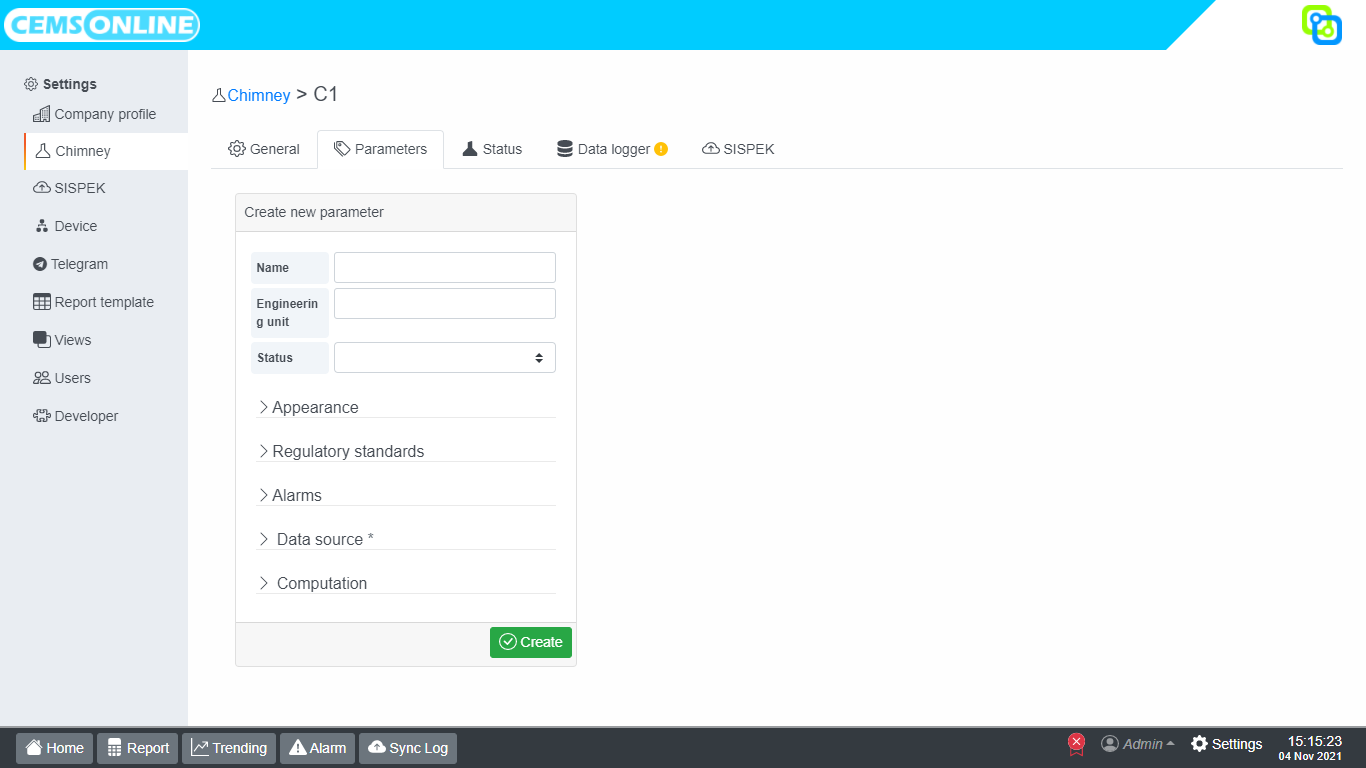 CEMSONLINE
Settings
Company profile
Chimney
SISPEK
Device
Telegram
Report template
Views
Users
Developer
Chimney > C1
General Parameters Status Data logger SISPEK
Create new parameter
Name
Engineerin
g unit
Status
Appearance
Regulatory standards
Alarms
Data source *
Computation
Create
Home Report Trending Alarm Sync Log Admin Settings 15:15:23
04 Nov 2021